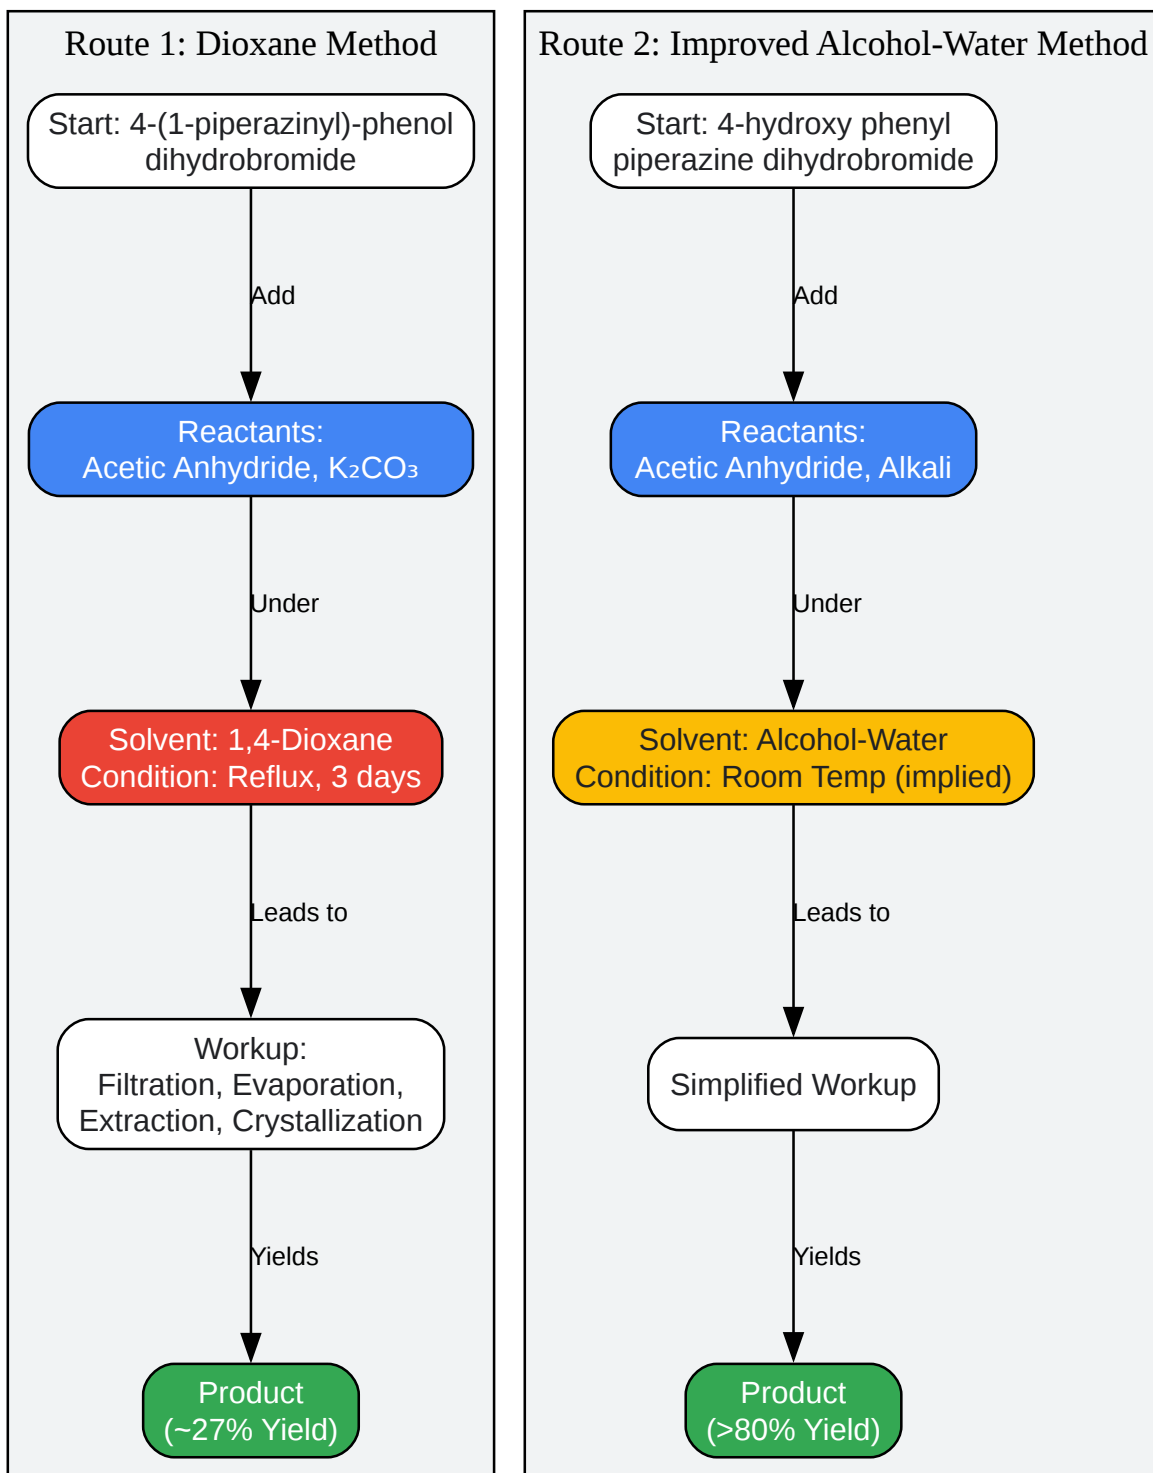 Route 1: Dioxane Method
Start: 4-(1-piperazinyl)-phenol
dihydrobromide
Add
Reactants:
Acetic Anhydride, K₂CO₃
Under
Solvent: 1,4-Dioxane
Condition: Reflux, 3 days
Leads to
Workup:
Filtration, Evaporation,
Extraction, Crystallization
Yields
Product
(~27% Yield)
Route 2: Improved Alcohol-Water Method
Start: 4-hydroxy phenyl
piperazine dihydrobromide
Add
Reactants:
Acetic Anhydride, Alkali
Under
Solvent: Alcohol-Water
Condition: Room Temp (implied)
Leads to
Simplified Workup
Yields
Product
(>80% Yield)